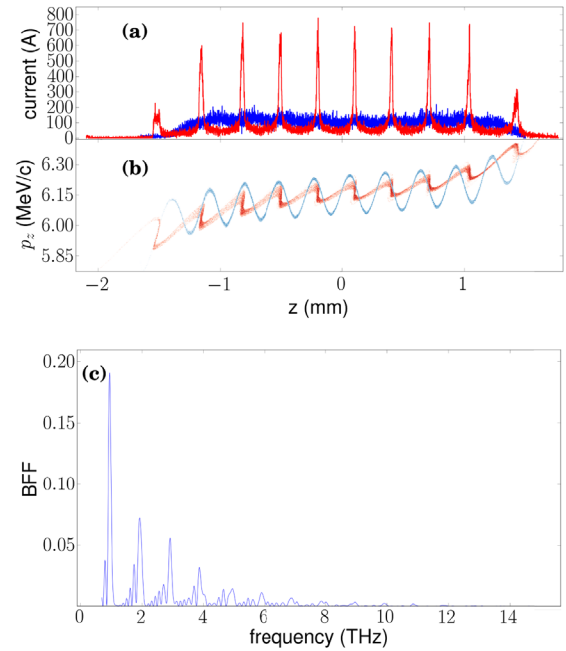 (a)
current (A)
800
700
600
500
400
300
200
100
0
(b)
p_z (MeV/c)
6.30
6.15
6.00
5.85
−2 −1 0 1
z (mm)
(c)
BFF
0.20
0.15
0.10
0.05
0 2 4 6 8 10 12 14
frequency (THz)